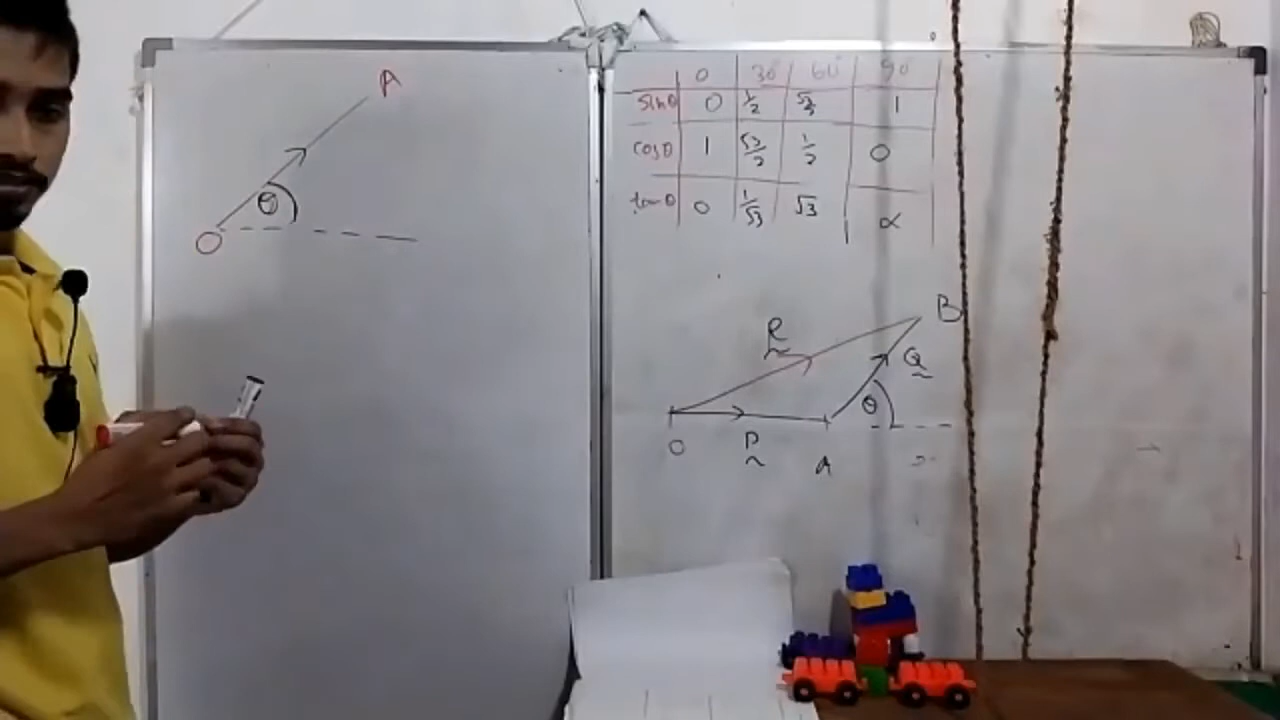 A
θ
O
0 30° 60° 90°
sinθ 0 1/2 √3/2 1
cosθ 1 √3/2 1/2 0
tanθ 0 1/√3 √3 α
B
R
Q
θ
O P A